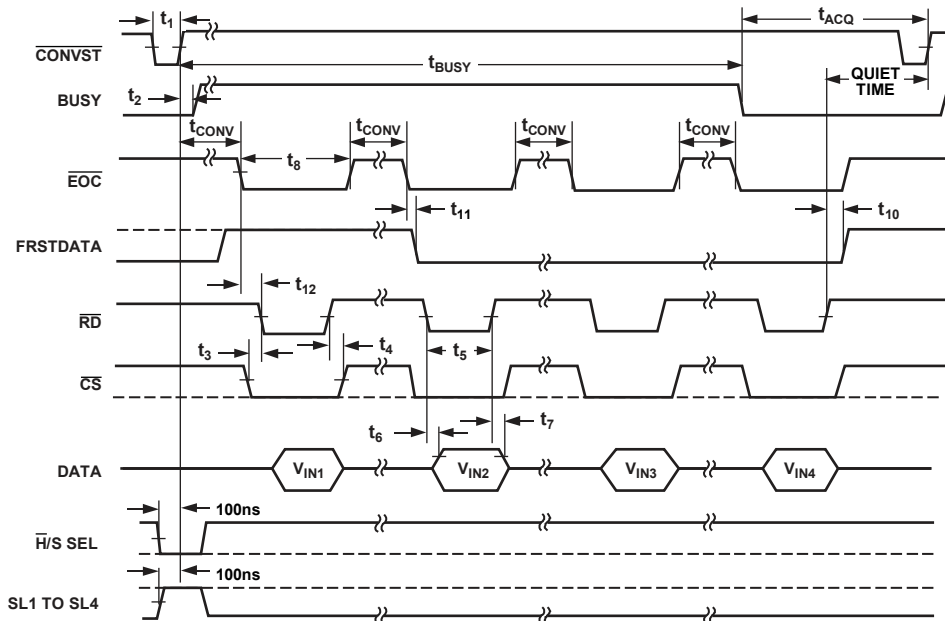 t1
tACQ
CONVST
tBUSY
QUIET
TIME
t2
BUSY
tCONV
tCONV
tCONV
tCONV
t8
EOC
t11
t10
FRSTDATA
t12
RD
t3
t4
t5
CS
t6
t7
DATA
VIN1
VIN2
VIN3
VIN4
100ns
H/S SEL
100ns
SL1 TO SL4